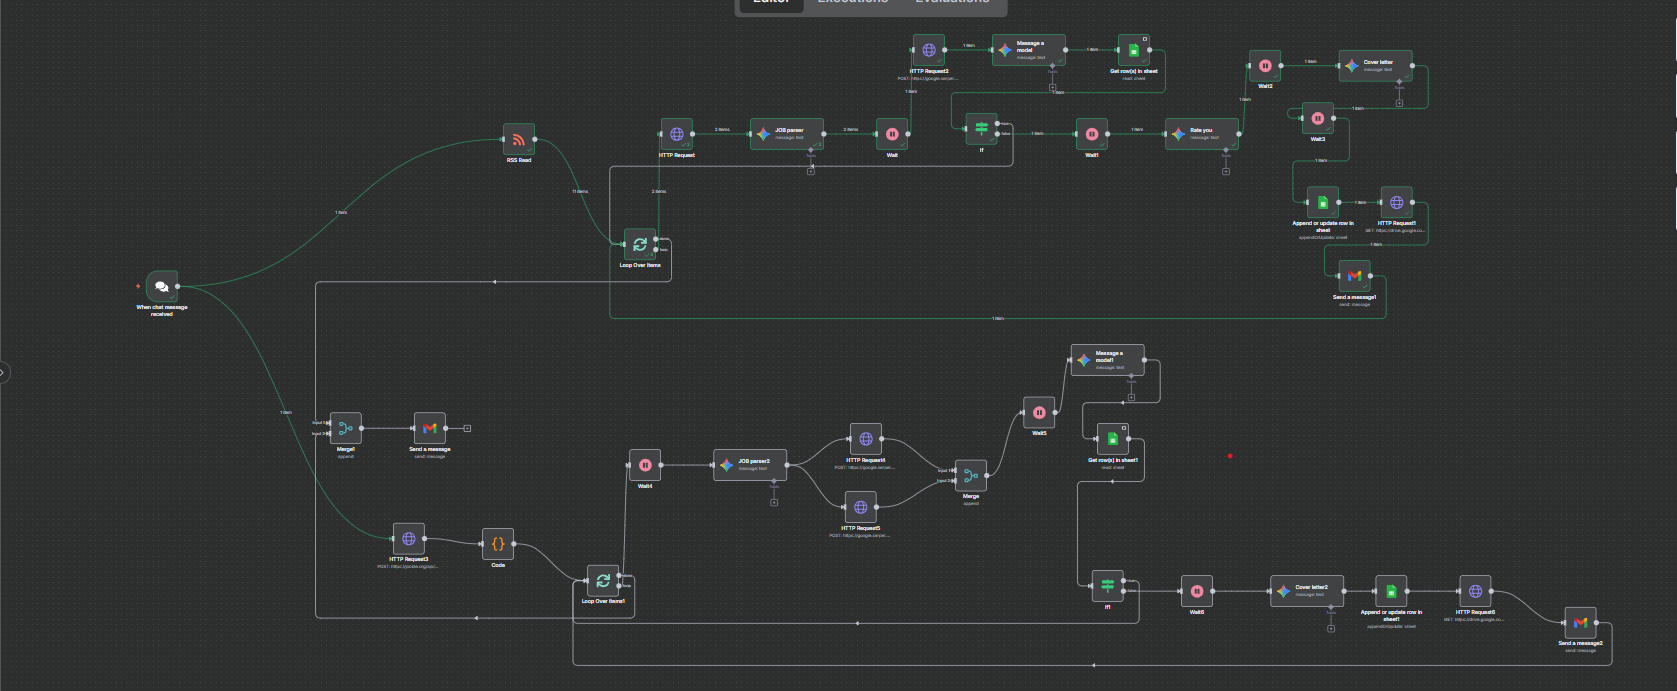 Editor
Executions
Evaluations
HTTP Request2
POST: https://google.serper....
1 item
Message a
model
message: text
Tools
1 item
Get row(s) in sheet
read: sheet
1 item
1 item
Wait2
1 item
Cover letter
message: text
Tools
1 item
1 item
Wait3
1 item
RSS Read
HTTP Request
2 items
JOB parser
message: text
Tools
2 items
Wait
If
true
false
1 item
Wait1
1 item
Rate you
message: text
Tools
11 items
2 items
1 item
Append or update row in
sheet
appendOrUpdate: sheet
1 item
HTTP Request1
GET: https://drive.google.co...
1 item
done
loop
Loop Over Items
When chat message
received
Send a message1
send: message
1 item
Message a
model1
message: text
Tools
1 item
Input 1
Input 2
Merge1
append
Send a message
send: message
Wait5
Get row(s) in sheet1
read: sheet
Wait4
JOB parser2
message: text
Tools
HTTP Request4
POST: https://google.serper....
Input 1
Input 2
Merge
append
HTTP Request5
POST: https://google.serper....
HTTP Request3
Code
done
loop
Loop Over Items1
If1
true
false
Wait6
Cover letter2
message: text
Tools
Append or update row in
sheet1
appendOrUpdate: sheet
HTTP Request6
GET: https://drive.google.co...
Send a message2
send: message